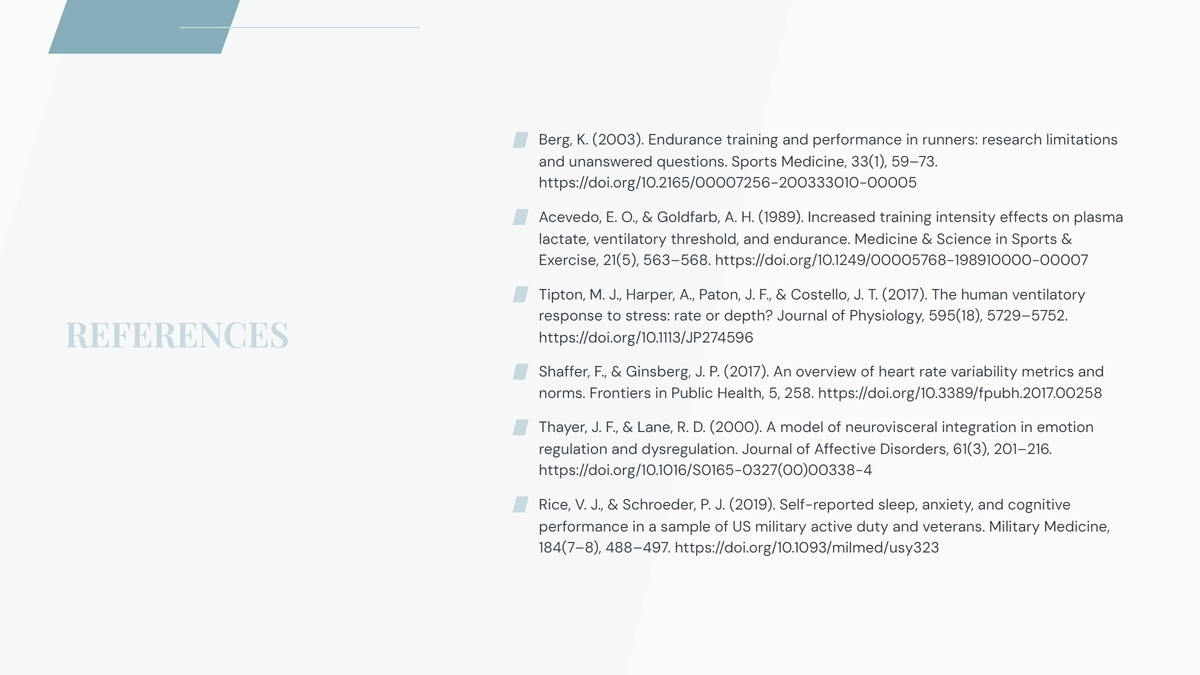 REFERENCES
Berg, K. (2003). Endurance training and performance in runners: research limitations
and unanswered questions. Sports Medicine, 33(1), 59–73.
https://doi.org/10.2165/00007256-200333010-00005
Acevedo, E. O., & Goldfarb, A. H. (1989). Increased training intensity effects on plasma
lactate, ventilatory threshold, and endurance. Medicine & Science in Sports &
Exercise, 21(5), 563–568. https://doi.org/10.1249/00005768-198910000-00007
Tipton, M. J., Harper, A., Paton, J. F., & Costello, J. T. (2017). The human ventilatory
response to stress: rate or depth? Journal of Physiology, 595(18), 5729–5752.
https://doi.org/10.1113/JP274596
Shaffer, F., & Ginsberg, J. P. (2017). An overview of heart rate variability metrics and
norms. Frontiers in Public Health, 5, 258. https://doi.org/10.3389/fpubh.2017.00258
Thayer, J. F., & Lane, R. D. (2000). A model of neurovisceral integration in emotion
regulation and dysregulation. Journal of Affective Disorders, 61(3), 201–216.
https://doi.org/10.1016/S0165-0327(00)00338-4
Rice, V. J., & Schroeder, P. J. (2019). Self-reported sleep, anxiety, and cognitive
performance in a sample of US military active duty and veterans. Military Medicine,
184(7–8), 488–497. https://doi.org/10.1093/milmed/usy323